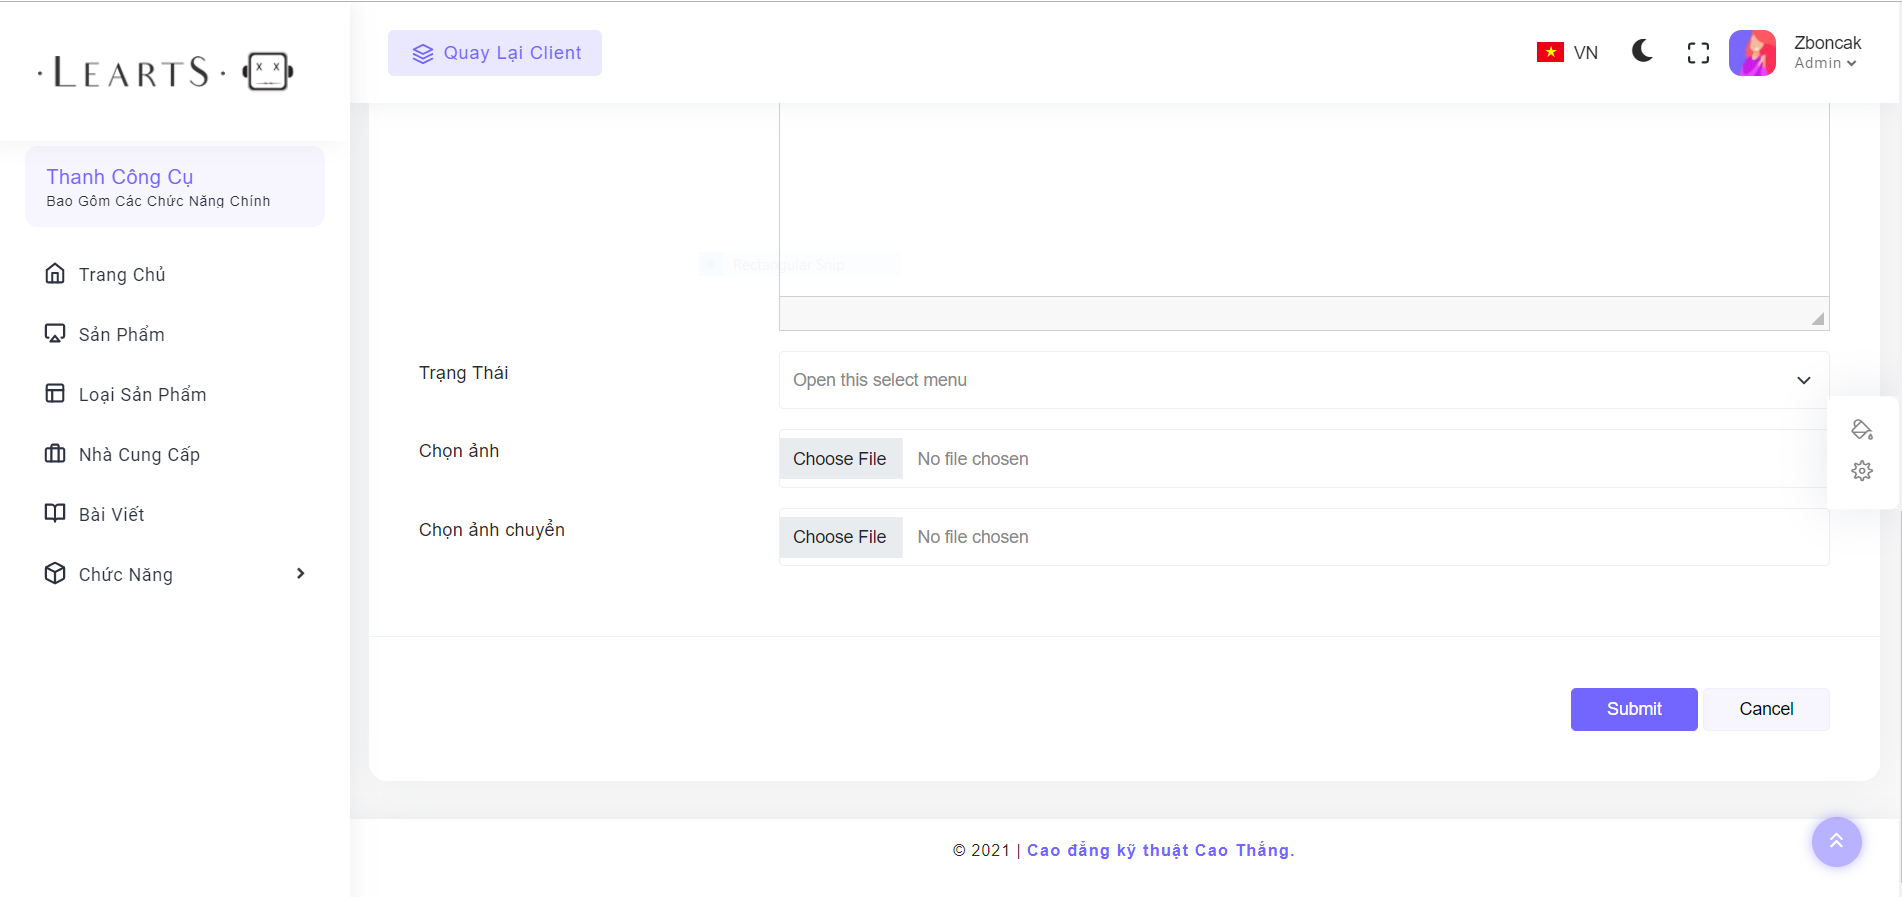 · LEARTS ·
x x
Quay Lại Client
VN
Zboncak
Admin
Thanh Công Cụ
Bao Gồm Các Chức Năng Chính
Trang Chủ
Sản Phẩm
Loại Sản Phẩm
Nhà Cung Cấp
Bài Viết
Chức Năng
Rectangular Snip
Trạng Thái
Open this select menu
Chọn ảnh
Choose File No file chosen
Chọn ảnh chuyển
Choose File No file chosen
Submit
Cancel
© 2021 | Cao đẳng kỹ thuật Cao Thắng.